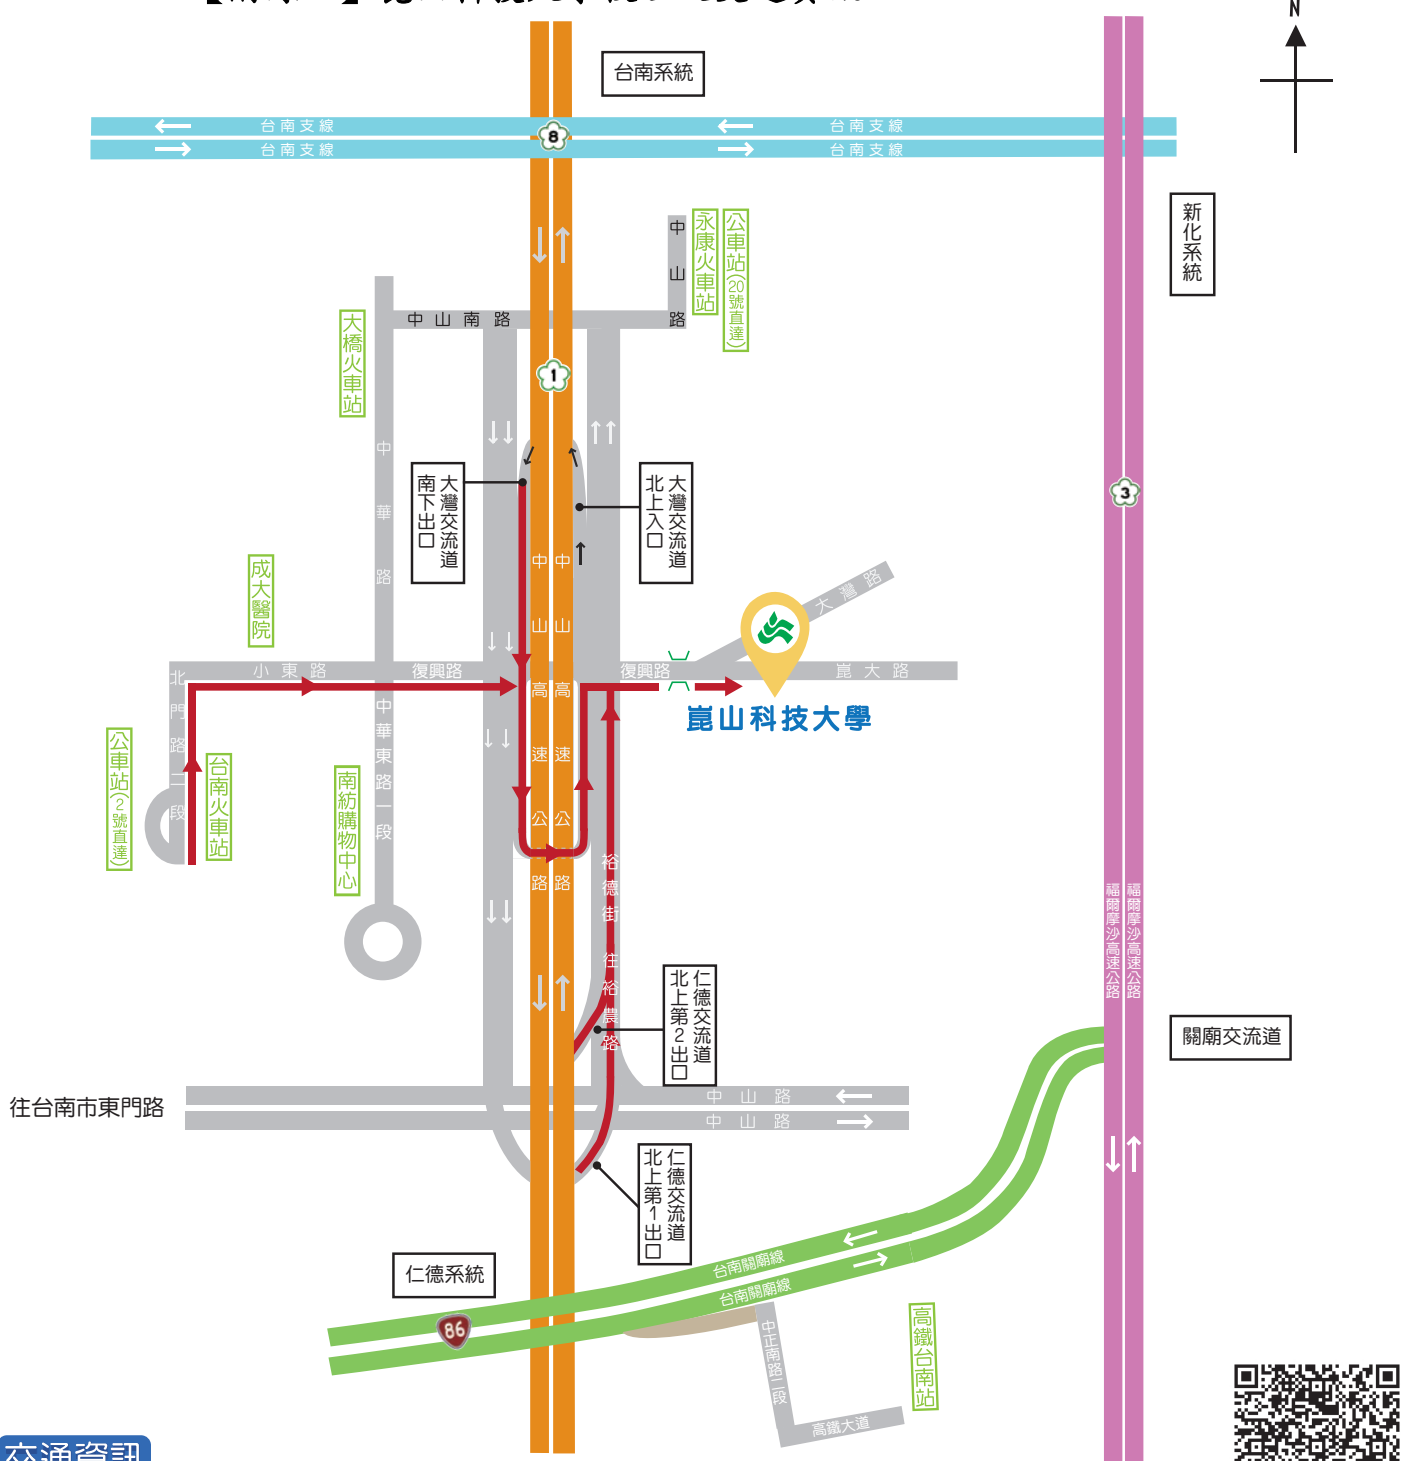 N
台南系統
台南支線
台南支線
8
台南支線
台南支線
新化系統
中山路
永康火車站
公車站(20號直達)
中山南路
大橋火車站
1
3
中華路
大灣交流道
南下出口
大灣交流道
北上入口
中山高速公路
中山高速公路
成大醫院
大灣路
小東路
復興路
復興路
崑大路
崑山科技大學
北門路二段
公車站(2號直達)
台南火車站
中華東路一段
南紡購物中心
裕德街
往裕農路
福爾摩沙高速公路
福爾摩沙高速公路
仁德交流道
北上第2出口
關廟交流道
往台南市東門路
中山路
中山路
仁德交流道
北上第1出口
仁德系統
台南關廟線
台南關廟線
86
中正南路二段
高鐵大道
高鐵台南站
交通資訊